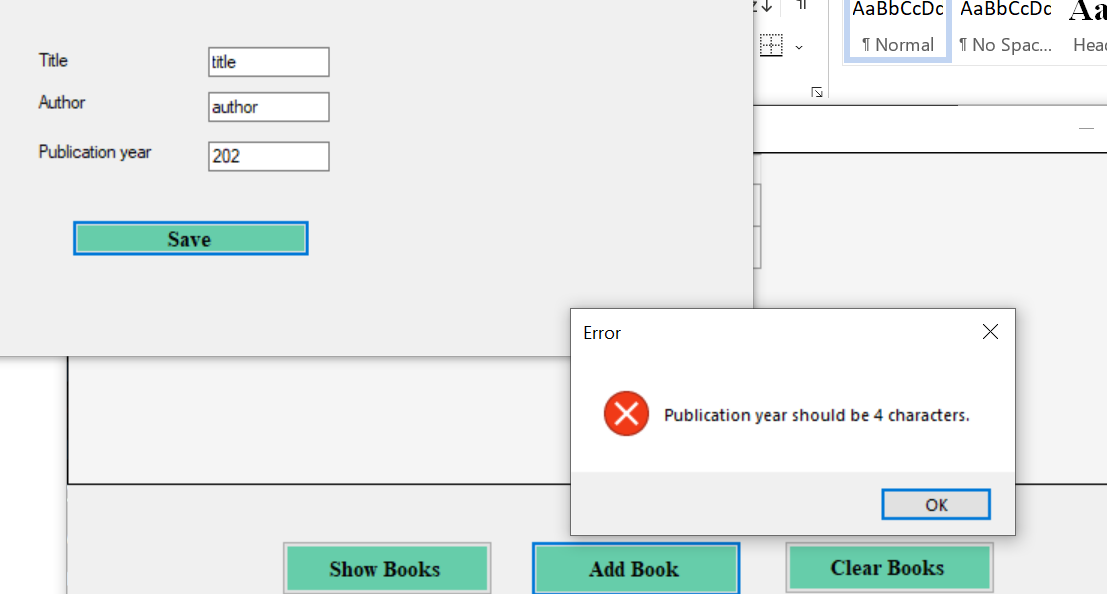 AaBbCcDc AaBbCcDc
¶ Normal ¶ No Spac...
Title title
Author author
Publication year 202
Save
Error
Publication year should be 4 characters.
OK
Show Books Add Book Clear Books